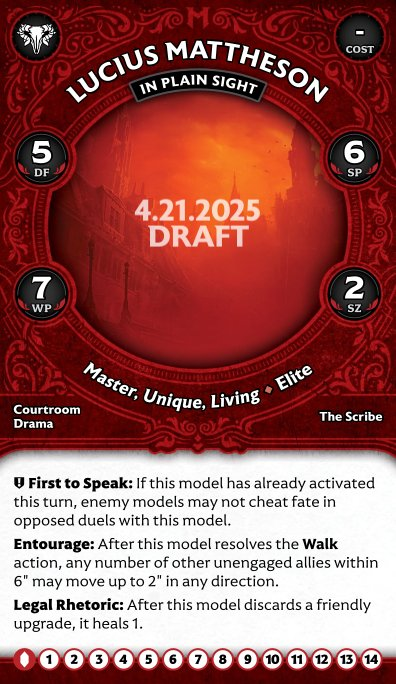 M
LUCIUS MATTHESON
IN PLAIN SIGHT
-
COST
5
DF
6
SP
4.21.2025
DRAFT
7
WP
2
SZ
Master, Unique, Living ♦ Elite
Courtroom
Drama
The Scribe
First to Speak: If this model has already activated
this turn, enemy models may not cheat fate in
opposed duels with this model.
Entourage: After this model resolves the Walk
action, any number of other unengaged allies within
6" may move up to 2" in any direction.
Legal Rhetoric: After this model discards a friendly
upgrade, it heals 1.
1 2 3 4 5 6 7 8 9 10 11 12 13 14